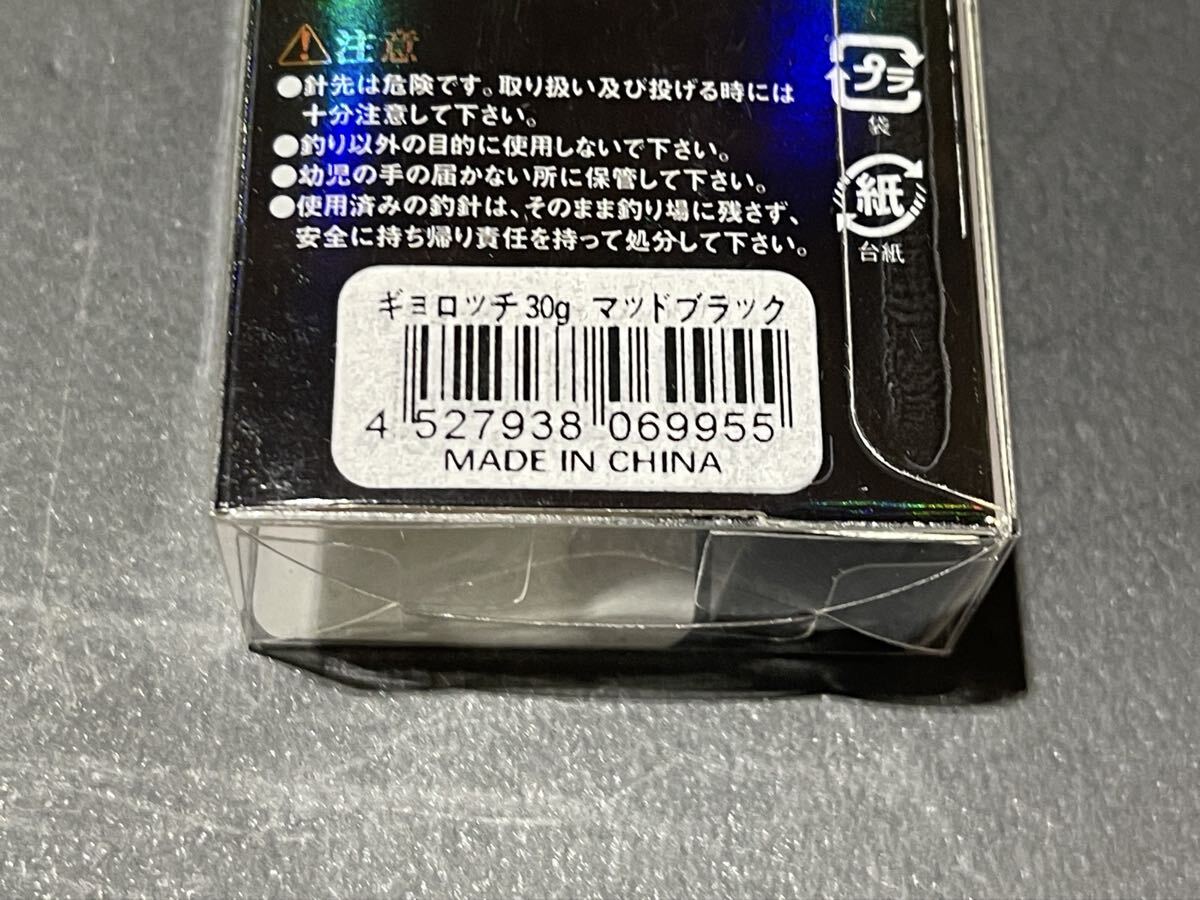 ⚠注意
●針先は危険です。取り扱い及び投げる時には
十分注意して下さい。
●釣り以外の目的に使用しないで下さい。
●幼児の手の届かない所に保管して下さい。
●使用済みの釣針は、そのまま釣り場に残さず、
安全に持ち帰り責任を持って処分して下さい。
プラ
袋
紙
台紙
ギョロッチ30g マッドブラック
4 527938 069955
MADE IN CHINA